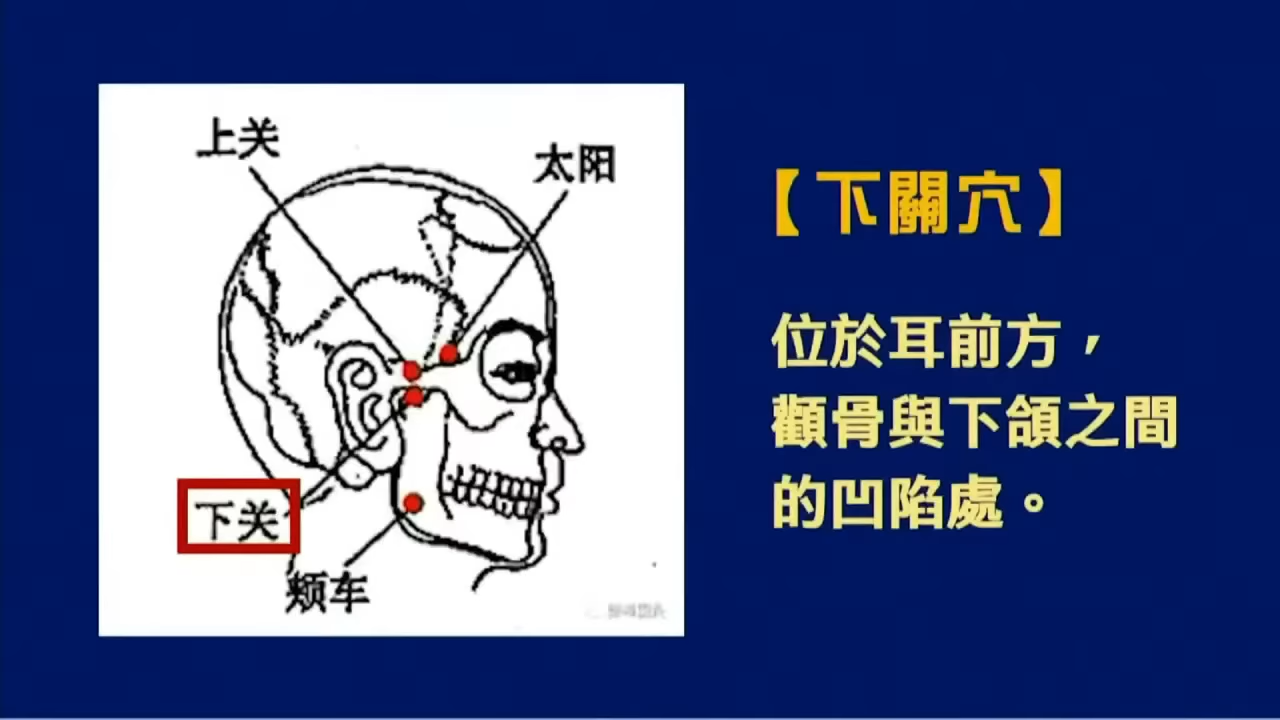 上关
太阳
下关
颊车
【下關穴】
位於耳前方，
顴骨與下頜之間
的凹陷處。